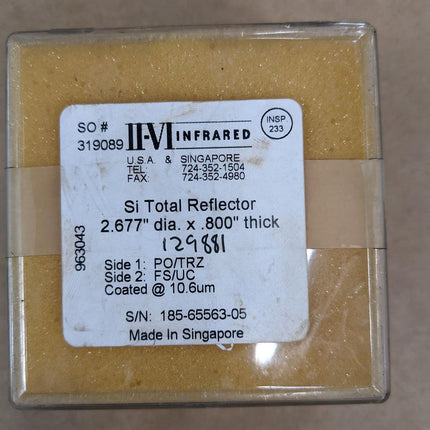 SO #
319089
II-VI INFRARED
INSP
233
U.S.A. & SINGAPORE
TEL: 724-352-1504
FAX: 724-352-4980
Si Total Reflector
2.677" dia. x .800" thick
129881
963043
Side 1: PO/TRZ
Side 2: FS/UC
Coated @ 10.6um
S/N: 185-65563-05
Made In Singapore